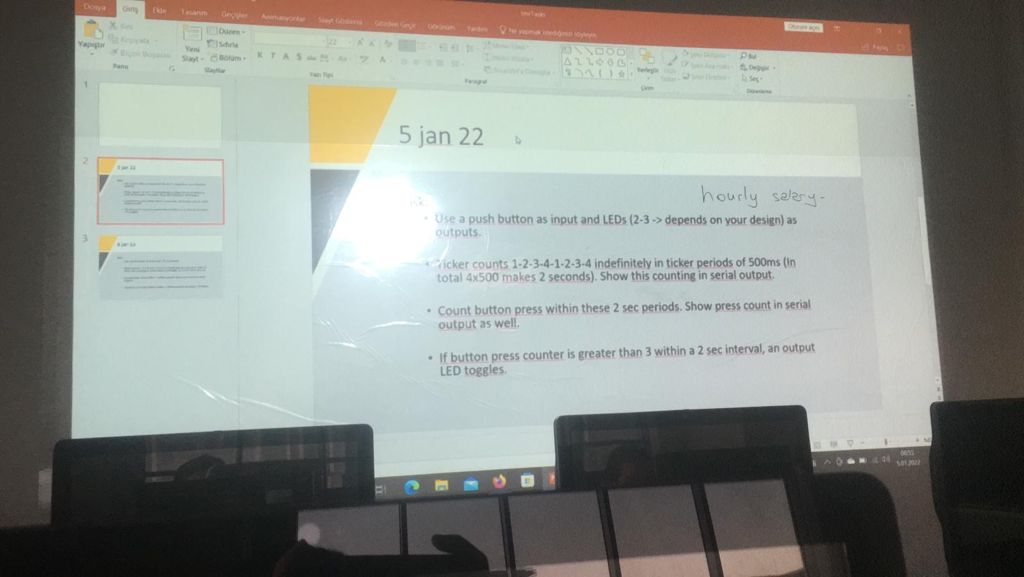 Dosya Giriş Ekle Tasarım Geçişler Animasyonlar Slayt Gösterisi Gözden Geçir Görünüm Yardım Ne yapmak istediğinizi söyleyin
Oturum açın
Paylaş
Yapıştır
Kes
Kopyala
Biçim Boyacısı
Pano
Yeni
Slayt
Düzen
Sıfırla
Bölüm
Slaytlar
22
K T A S
Yazı Tipi
Paragraf
Yerleştir
Çizim
Bul
Değiştir
Seç
Düzenleme
1
2
3
5 jan 22
5 jan 22
5 jan 22
hourly salary-
• Use a push button as input and LEDs (2-3 -> depends on your design) as
outputs.
• Ticker counts 1-2-3-4-1-2-3-4 indefinitely in ticker periods of 500ms (In
total 4x500 makes 2 seconds). Show this counting in serial output.
• Count button press within these 2 sec periods. Show press count in serial
output as well.
• If button press counter is greater than 3 within a 2 sec interval, an output
LED toggles.
5.01.2022